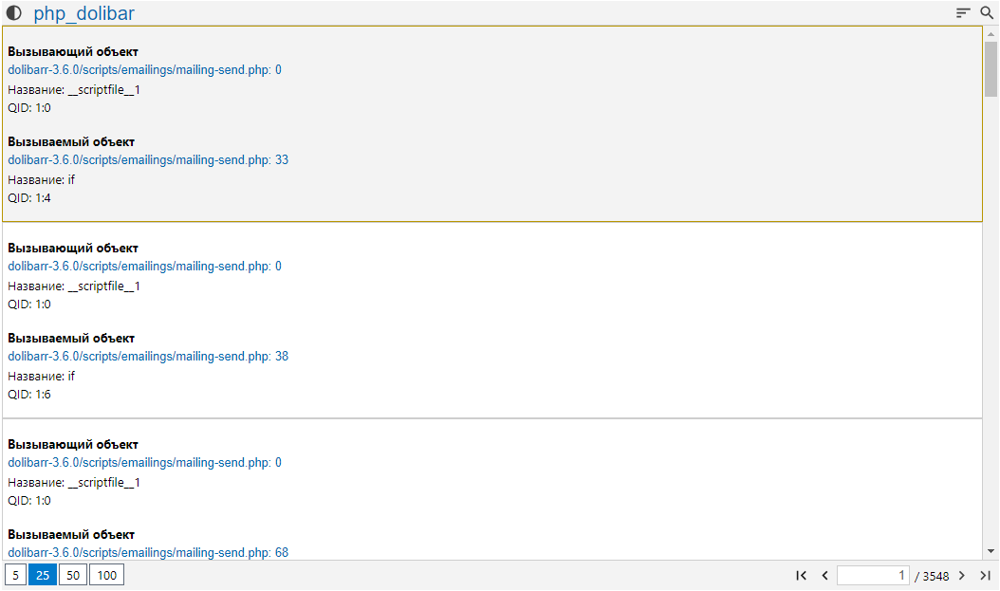 php_dolibar
Вызывающий объект
dolibarr-3.6.0/scripts/emailings/mailing-send.php: 0
Название: __scriptfile__1
QID: 1:0
Вызываемый объект
dolibarr-3.6.0/scripts/emailings/mailing-send.php: 33
Название: if
QID: 1:4
Вызывающий объект
dolibarr-3.6.0/scripts/emailings/mailing-send.php: 0
Название: __scriptfile__1
QID: 1:0
Вызываемый объект
dolibarr-3.6.0/scripts/emailings/mailing-send.php: 38
Название: if
QID: 1:6
Вызывающий объект
dolibarr-3.6.0/scripts/emailings/mailing-send.php: 0
Название: __scriptfile__1
QID: 1:0
Вызываемый объект
dolibarr-3.6.0/scripts/emailings/mailing-send.php: 68
5 25 50 100 1 / 3548